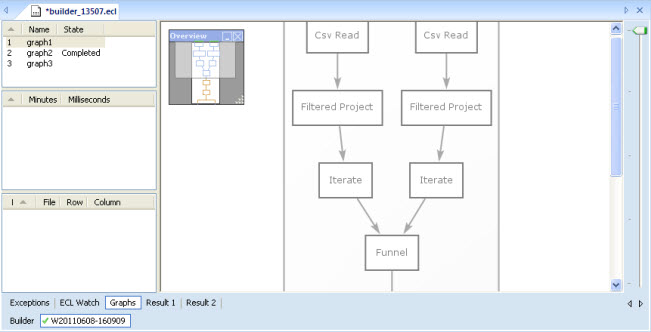 *builder_13507.ecl
Name State
1 graph1
2 graph2 Completed
3 graph3
Minutes Milliseconds
I File Row Column
Overview
Csv Read Csv Read
Filtered Project Filtered Project
Iterate Iterate
Funnel
Exceptions ECL Watch Graphs Result 1 Result 2
Builder W20110608-160909